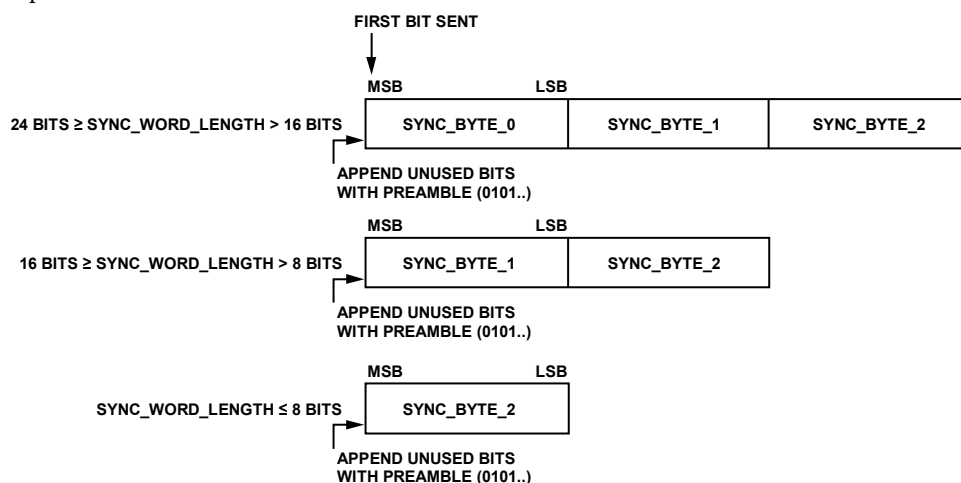 FIRST BIT SENT
MSB LSB
24 BITS ≥ SYNC_WORD_LENGTH > 16 BITS SYNC_BYTE_0 SYNC_BYTE_1 SYNC_BYTE_2
APPEND UNUSED BITS
WITH PREAMBLE (0101..)
MSB LSB
16 BITS ≥ SYNC_WORD_LENGTH > 8 BITS SYNC_BYTE_1 SYNC_BYTE_2
APPEND UNUSED BITS
WITH PREAMBLE (0101..)
MSB LSB
SYNC_WORD_LENGTH ≤ 8 BITS SYNC_BYTE_2
APPEND UNUSED BITS
WITH PREAMBLE (0101..)